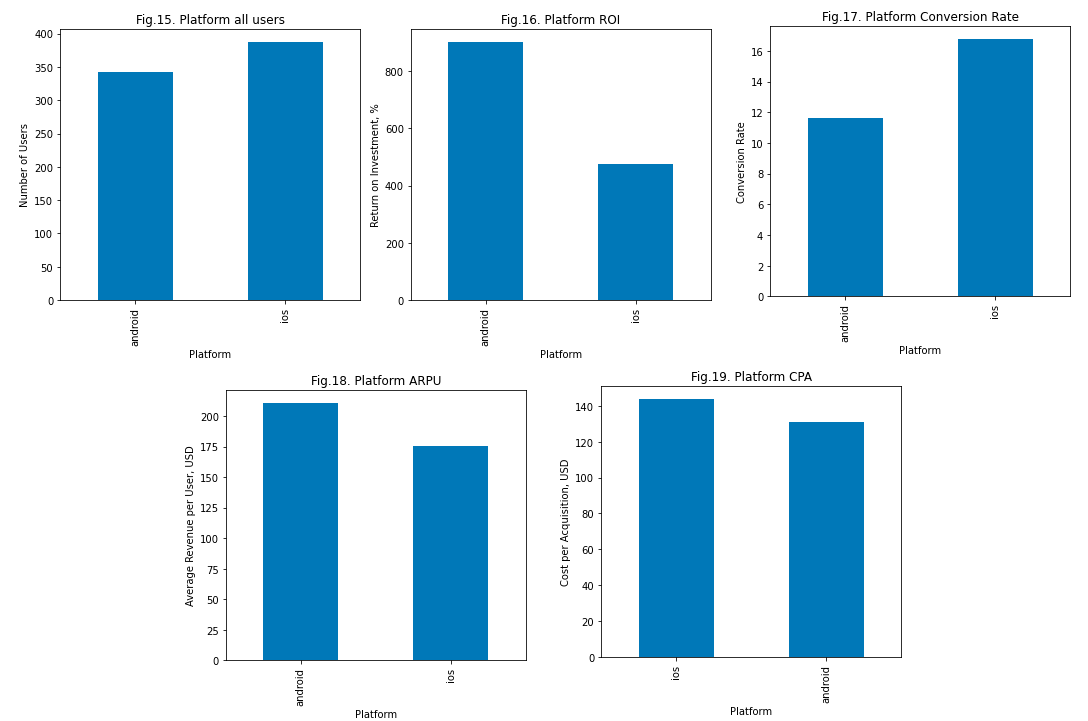 Fig.15. Platform all users
Number of Users
400
350
300
250
200
150
100
50
0
android
ios
Platform
Fig.16. Platform ROI
Return on Investment, %
800
600
400
200
0
android
ios
Platform
Fig.17. Platform Conversion Rate
Conversion Rate
16
14
12
10
8
6
4
2
0
android
ios
Platform
Fig.18. Platform ARPU
Average Revenue per User, USD
200
175
150
125
100
75
50
25
0
android
ios
Platform
Fig.19. Platform CPA
Cost per Acquisition, USD
140
120
100
80
60
40
20
0
ios
android
Platform